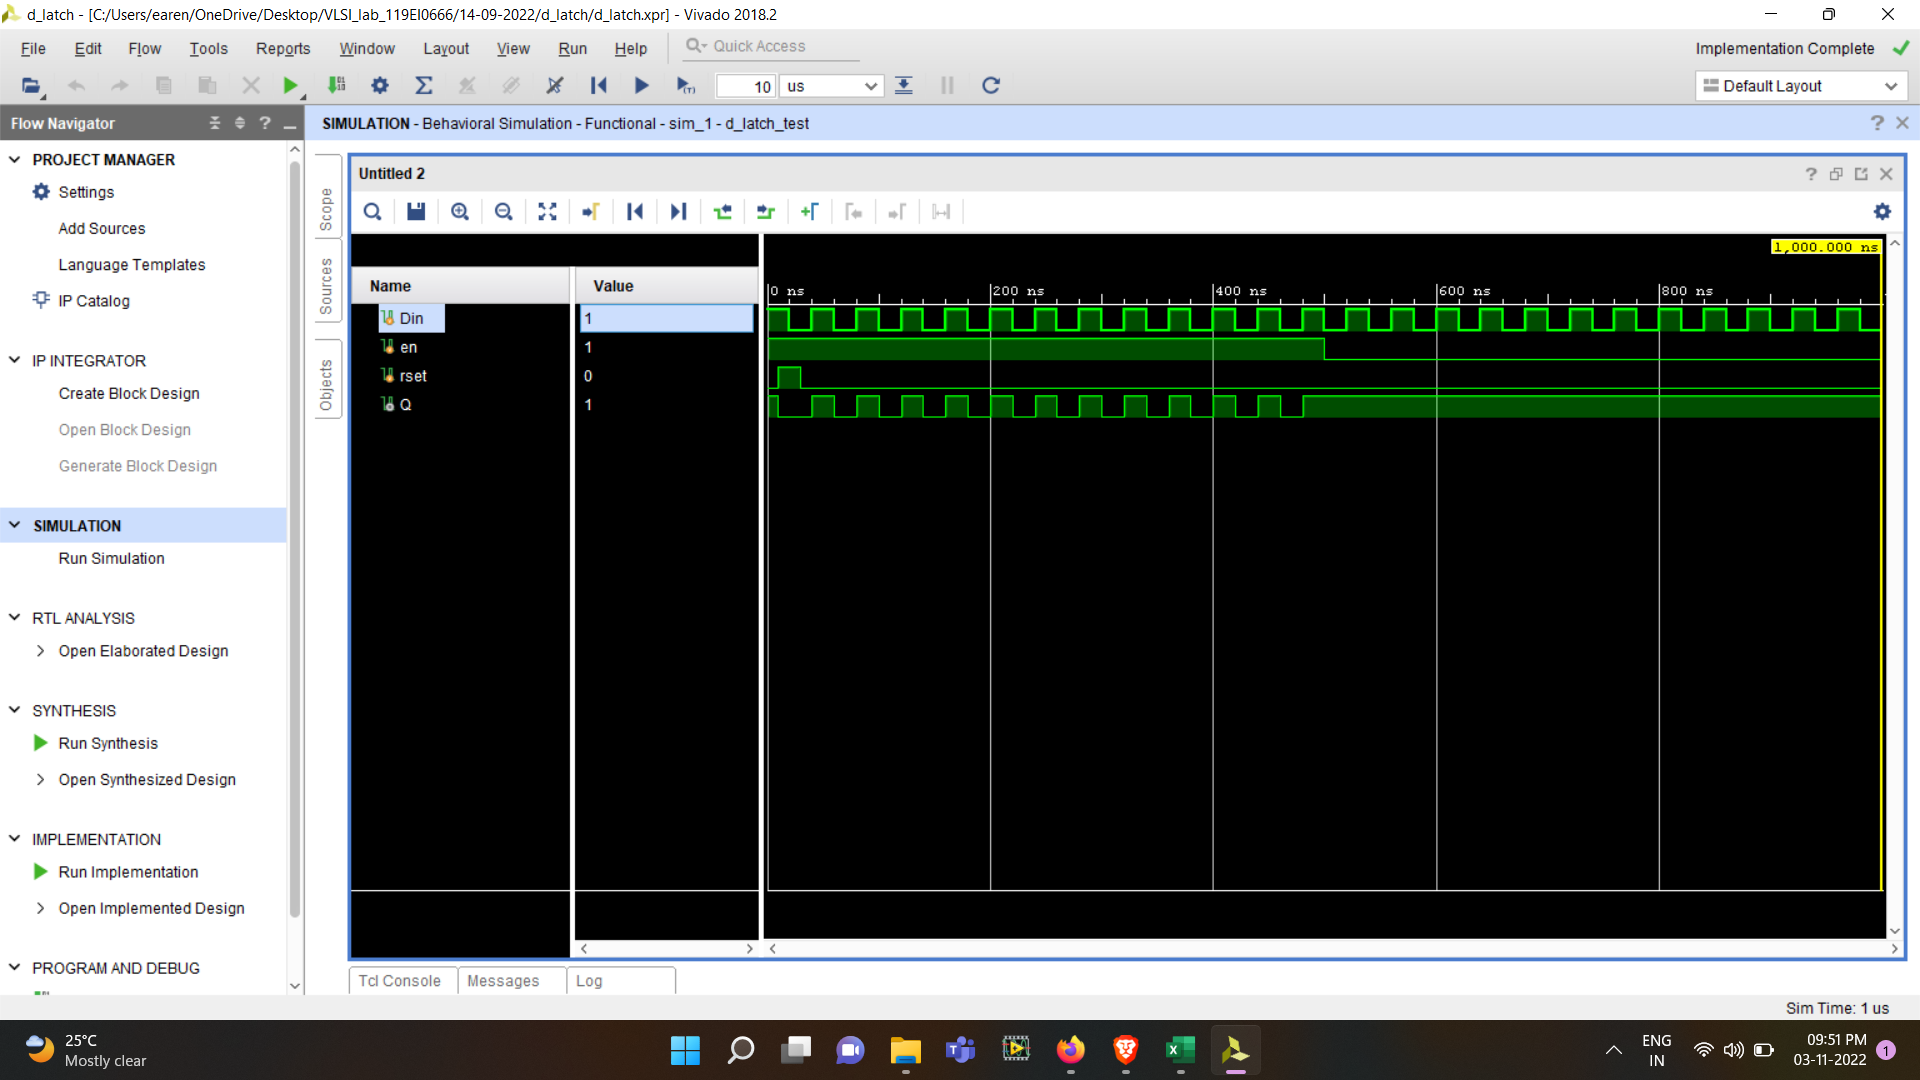 d_latch - [C:/Users/earen/OneDrive/Desktop/VLSI_lab_119EI0666/14-09-2022/d_latch/d_latch.xpr] - Vivado 2018.2
File Edit Flow Tools Reports Window Layout View Run Help Quick Access
Implementation Complete
10 us
Default Layout
Flow Navigator
SIMULATION - Behavioral Simulation - Functional - sim_1 - d_latch_test
PROJECT MANAGER
Settings
Add Sources
Language Templates
IP Catalog
IP INTEGRATOR
Create Block Design
Open Block Design
Generate Block Design
SIMULATION
Run Simulation
RTL ANALYSIS
Open Elaborated Design
SYNTHESIS
Run Synthesis
Open Synthesized Design
IMPLEMENTATION
Run Implementation
Open Implemented Design
PROGRAM AND DEBUG
Scope
Sources
Objects
Untitled 2
1,000.000 ns
Name Value
0 ns 200 ns 400 ns 600 ns 800 ns
Din 1
en 1
rset 0
Q 1
Tcl Console Messages Log
Sim Time: 1 us
25°C
Mostly clear
ENG
IN
09:51 PM
03-11-2022
1